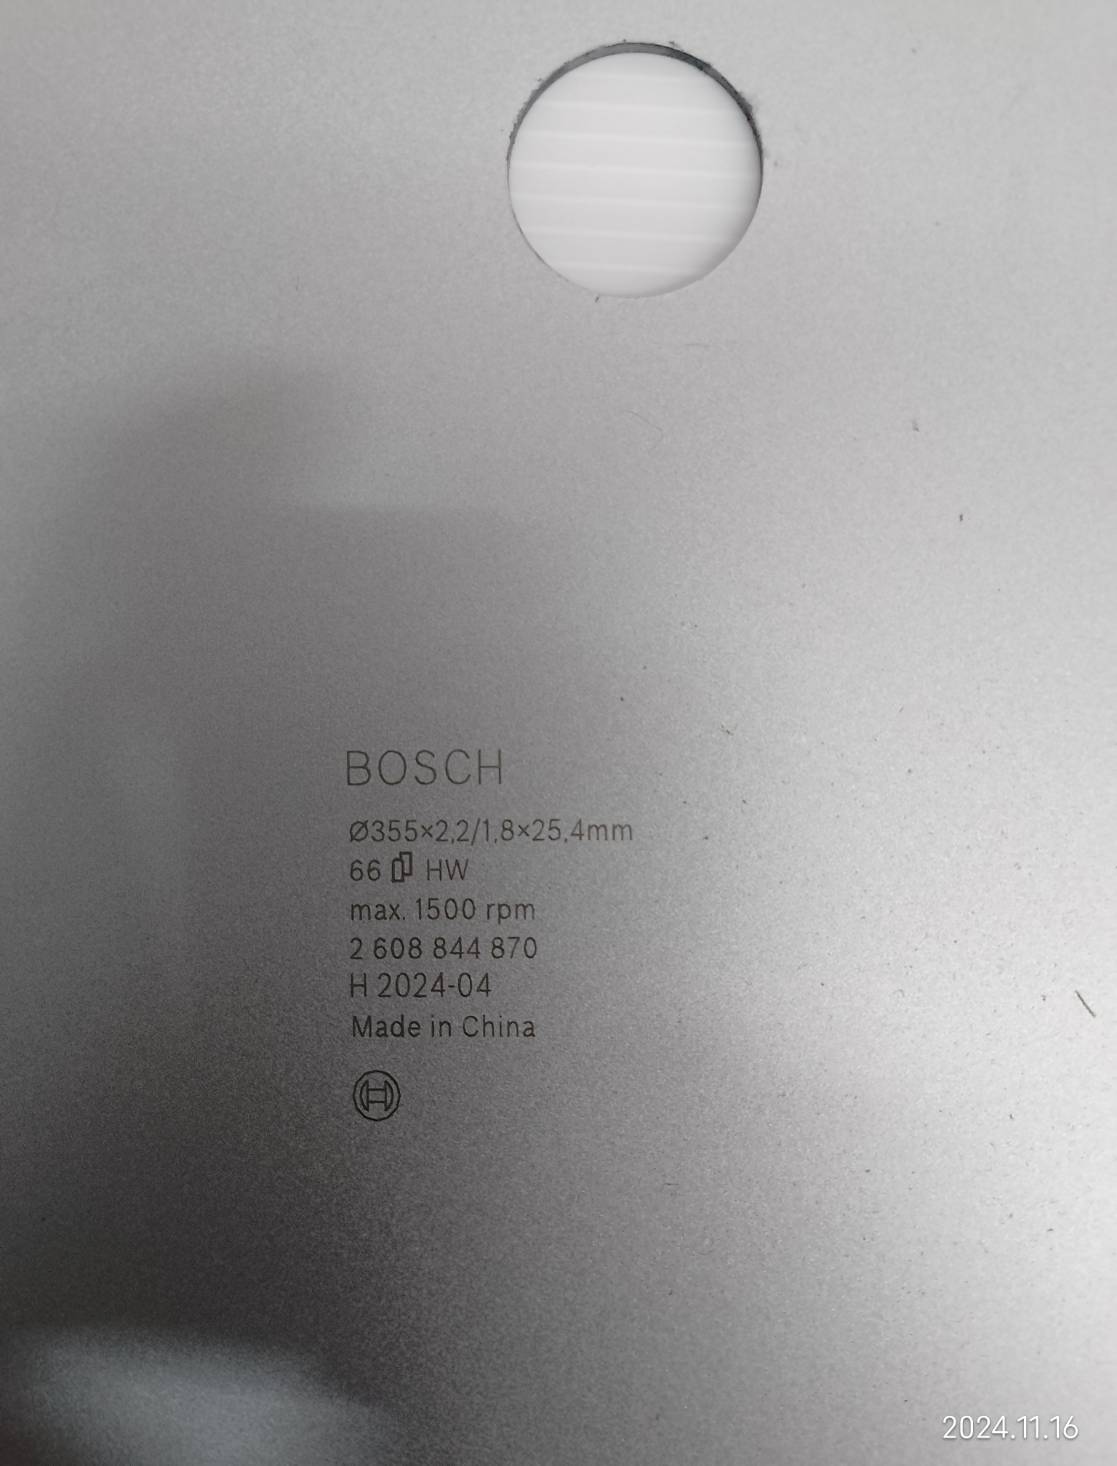 BOSCH
Ø355×2,2/1,8×25,4mm
66 HW
max. 1500 rpm
2 608 844 870
H 2024-04
Made in China
2024.11.16